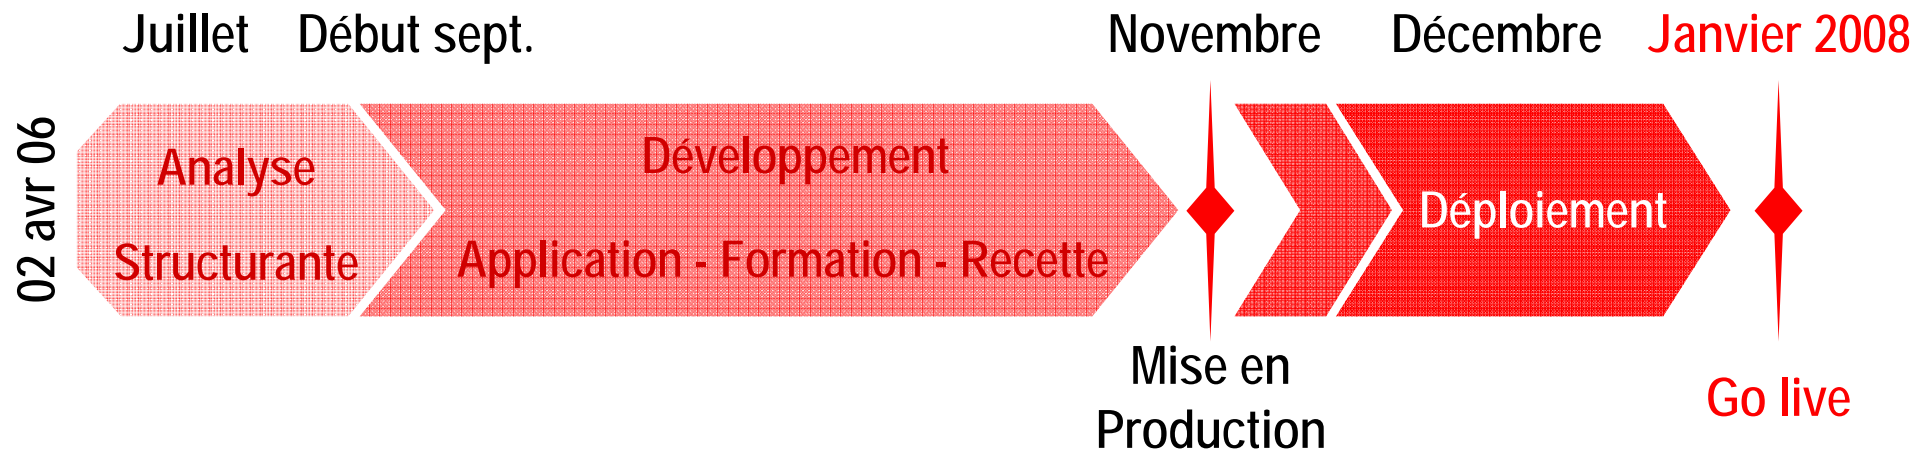 Juillet Début sept. Novembre Décembre Janvier 2008
02 avr 06
Analyse
Structurante
Développement
Application - Formation - Recette
Déploiement
Mise en
Production
Go live